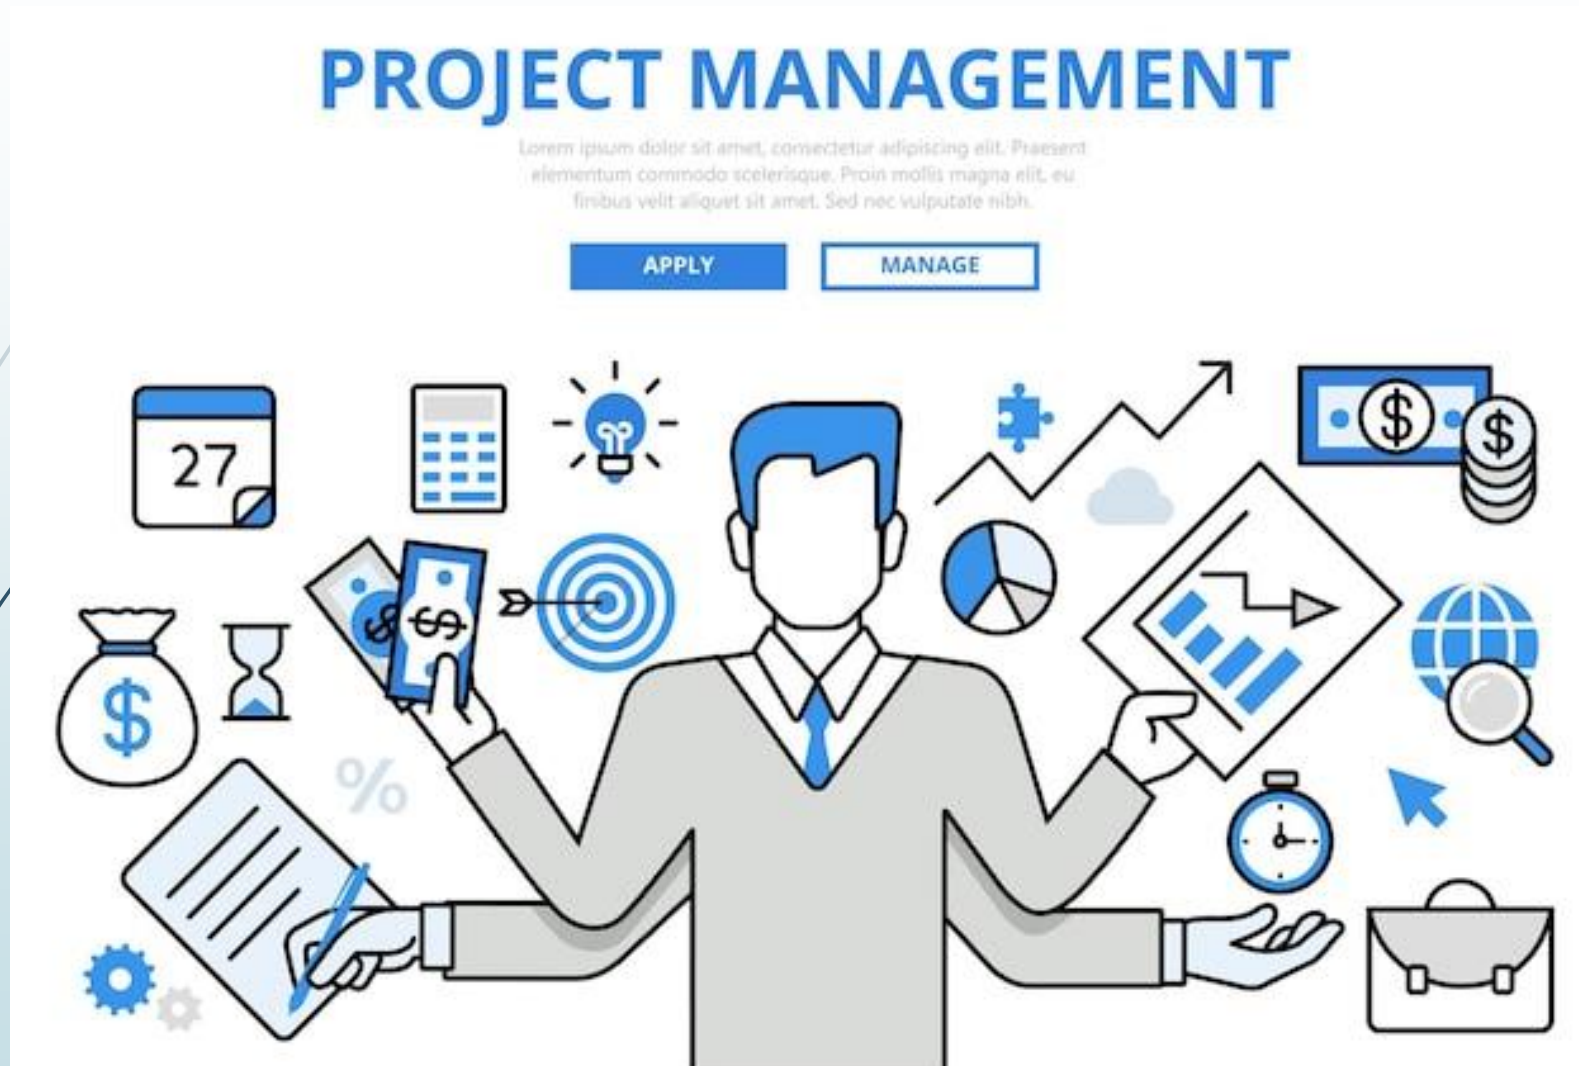 PROJECT MANAGEMENT
Lorem ipsum dolor sit amet, consectetur adipiscing elit. Praesent
elementum commodo scelerisque. Proin mollis magna elit, eu
finibus velit aliquet sit amet. Sed nec vulputate nibh.
APPLY
MANAGE
27
$
$
$
$
$
%